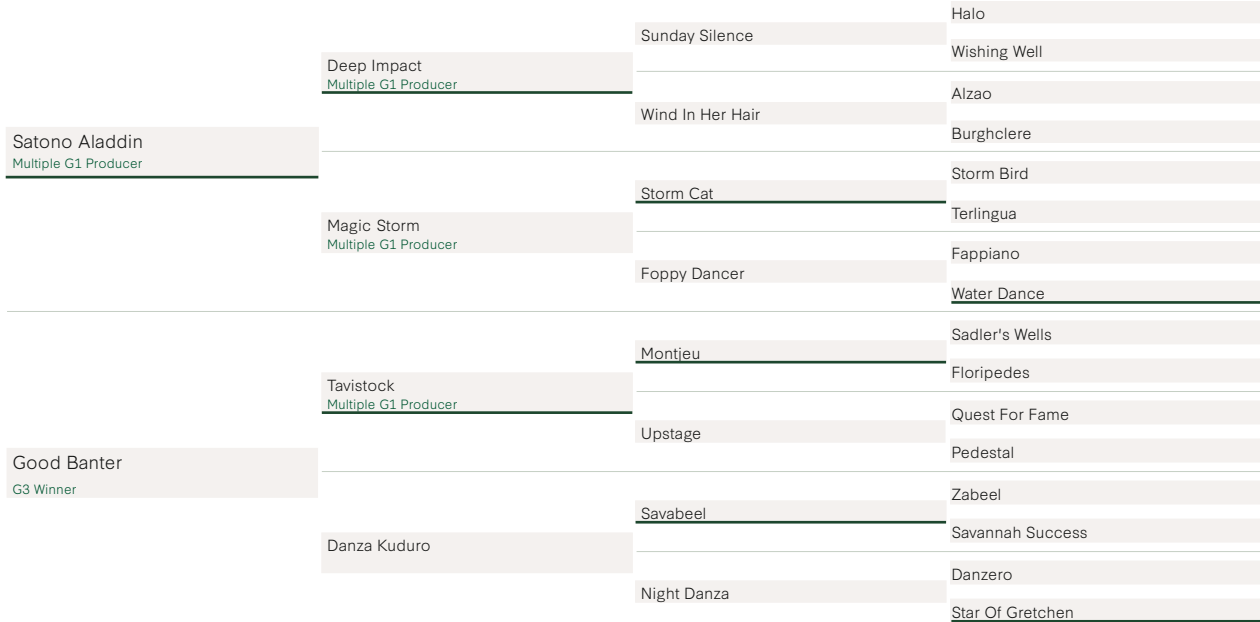 Halo
Sunday Silence
Wishing Well
Deep Impact
Multiple G1 Producer
Alzao
Wind In Her Hair
Burghclere
Satono Aladdin
Multiple G1 Producer
Storm Bird
Storm Cat
Terlingua
Magic Storm
Multiple G1 Producer
Fappiano
Foppy Dancer
Water Dance
Sadler's Wells
Montjeu
Floripedes
Tavistock
Multiple G1 Producer
Quest For Fame
Upstage
Pedestal
Good Banter
G3 Winner
Zabeel
Savabeel
Savannah Success
Danza Kuduro
Danzero
Night Danza
Star Of Gretchen